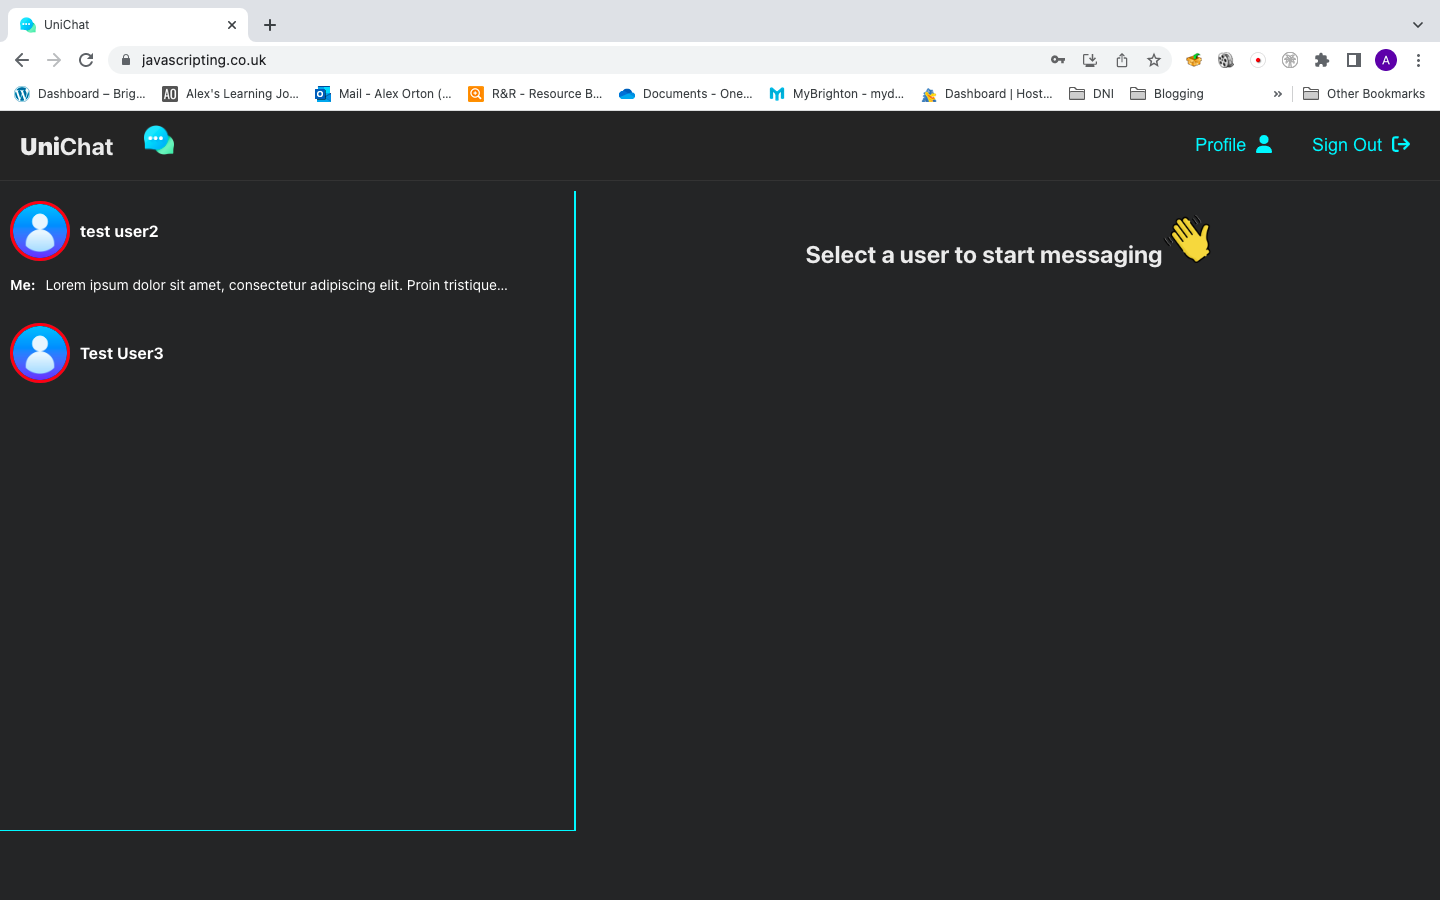 UniChat
javascripting.co.uk
A
Dashboard – Brig...
AO Alex's Learning Jo...
Mail - Alex Orton (...
R&R - Resource B...
Documents - One...
MyBrighton - myd...
Dashboard | Host...
DNI
Blogging
»
Other Bookmarks
UniChat
Profile
Sign Out
test user2
Me: Lorem ipsum dolor sit amet, consectetur adipiscing elit. Proin tristique...
Test User3
Select a user to start messaging